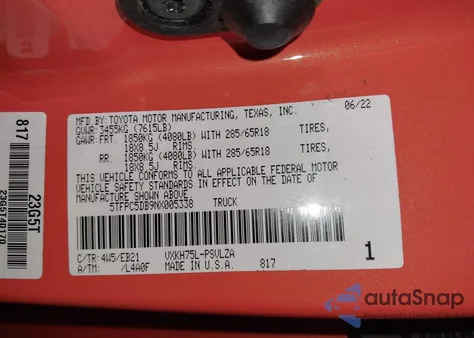 MFD.BY: TOYOTA MOTOR MANUFACTURING, TEXAS, INC. 06/22
GVWR: 3455KG (7615LB)
GAWR: FRT. 1850KG (4080LB) WITH 285/65R18 TIRES,
18X8.5J RIMS
RR. 1850KG (4080LB) WITH 285/65R18 TIRES,
18X8.5J RIMS
THIS VEHICLE CONFORMS TO ALL APPLICABLE FEDERAL MOTOR
VEHICLE SAFETY STANDARDS IN EFFECT ON THE DATE OF
MANUFACTURE SHOWN ABOVE.
5TFPC5DB9NX005338 TRUCK
C/TR: 4W5/EB21 VXKH75L-PSVLZA
A/TM: /L4A0F MADE IN U.S.A. 817 1
817
23G5T
autoSnap